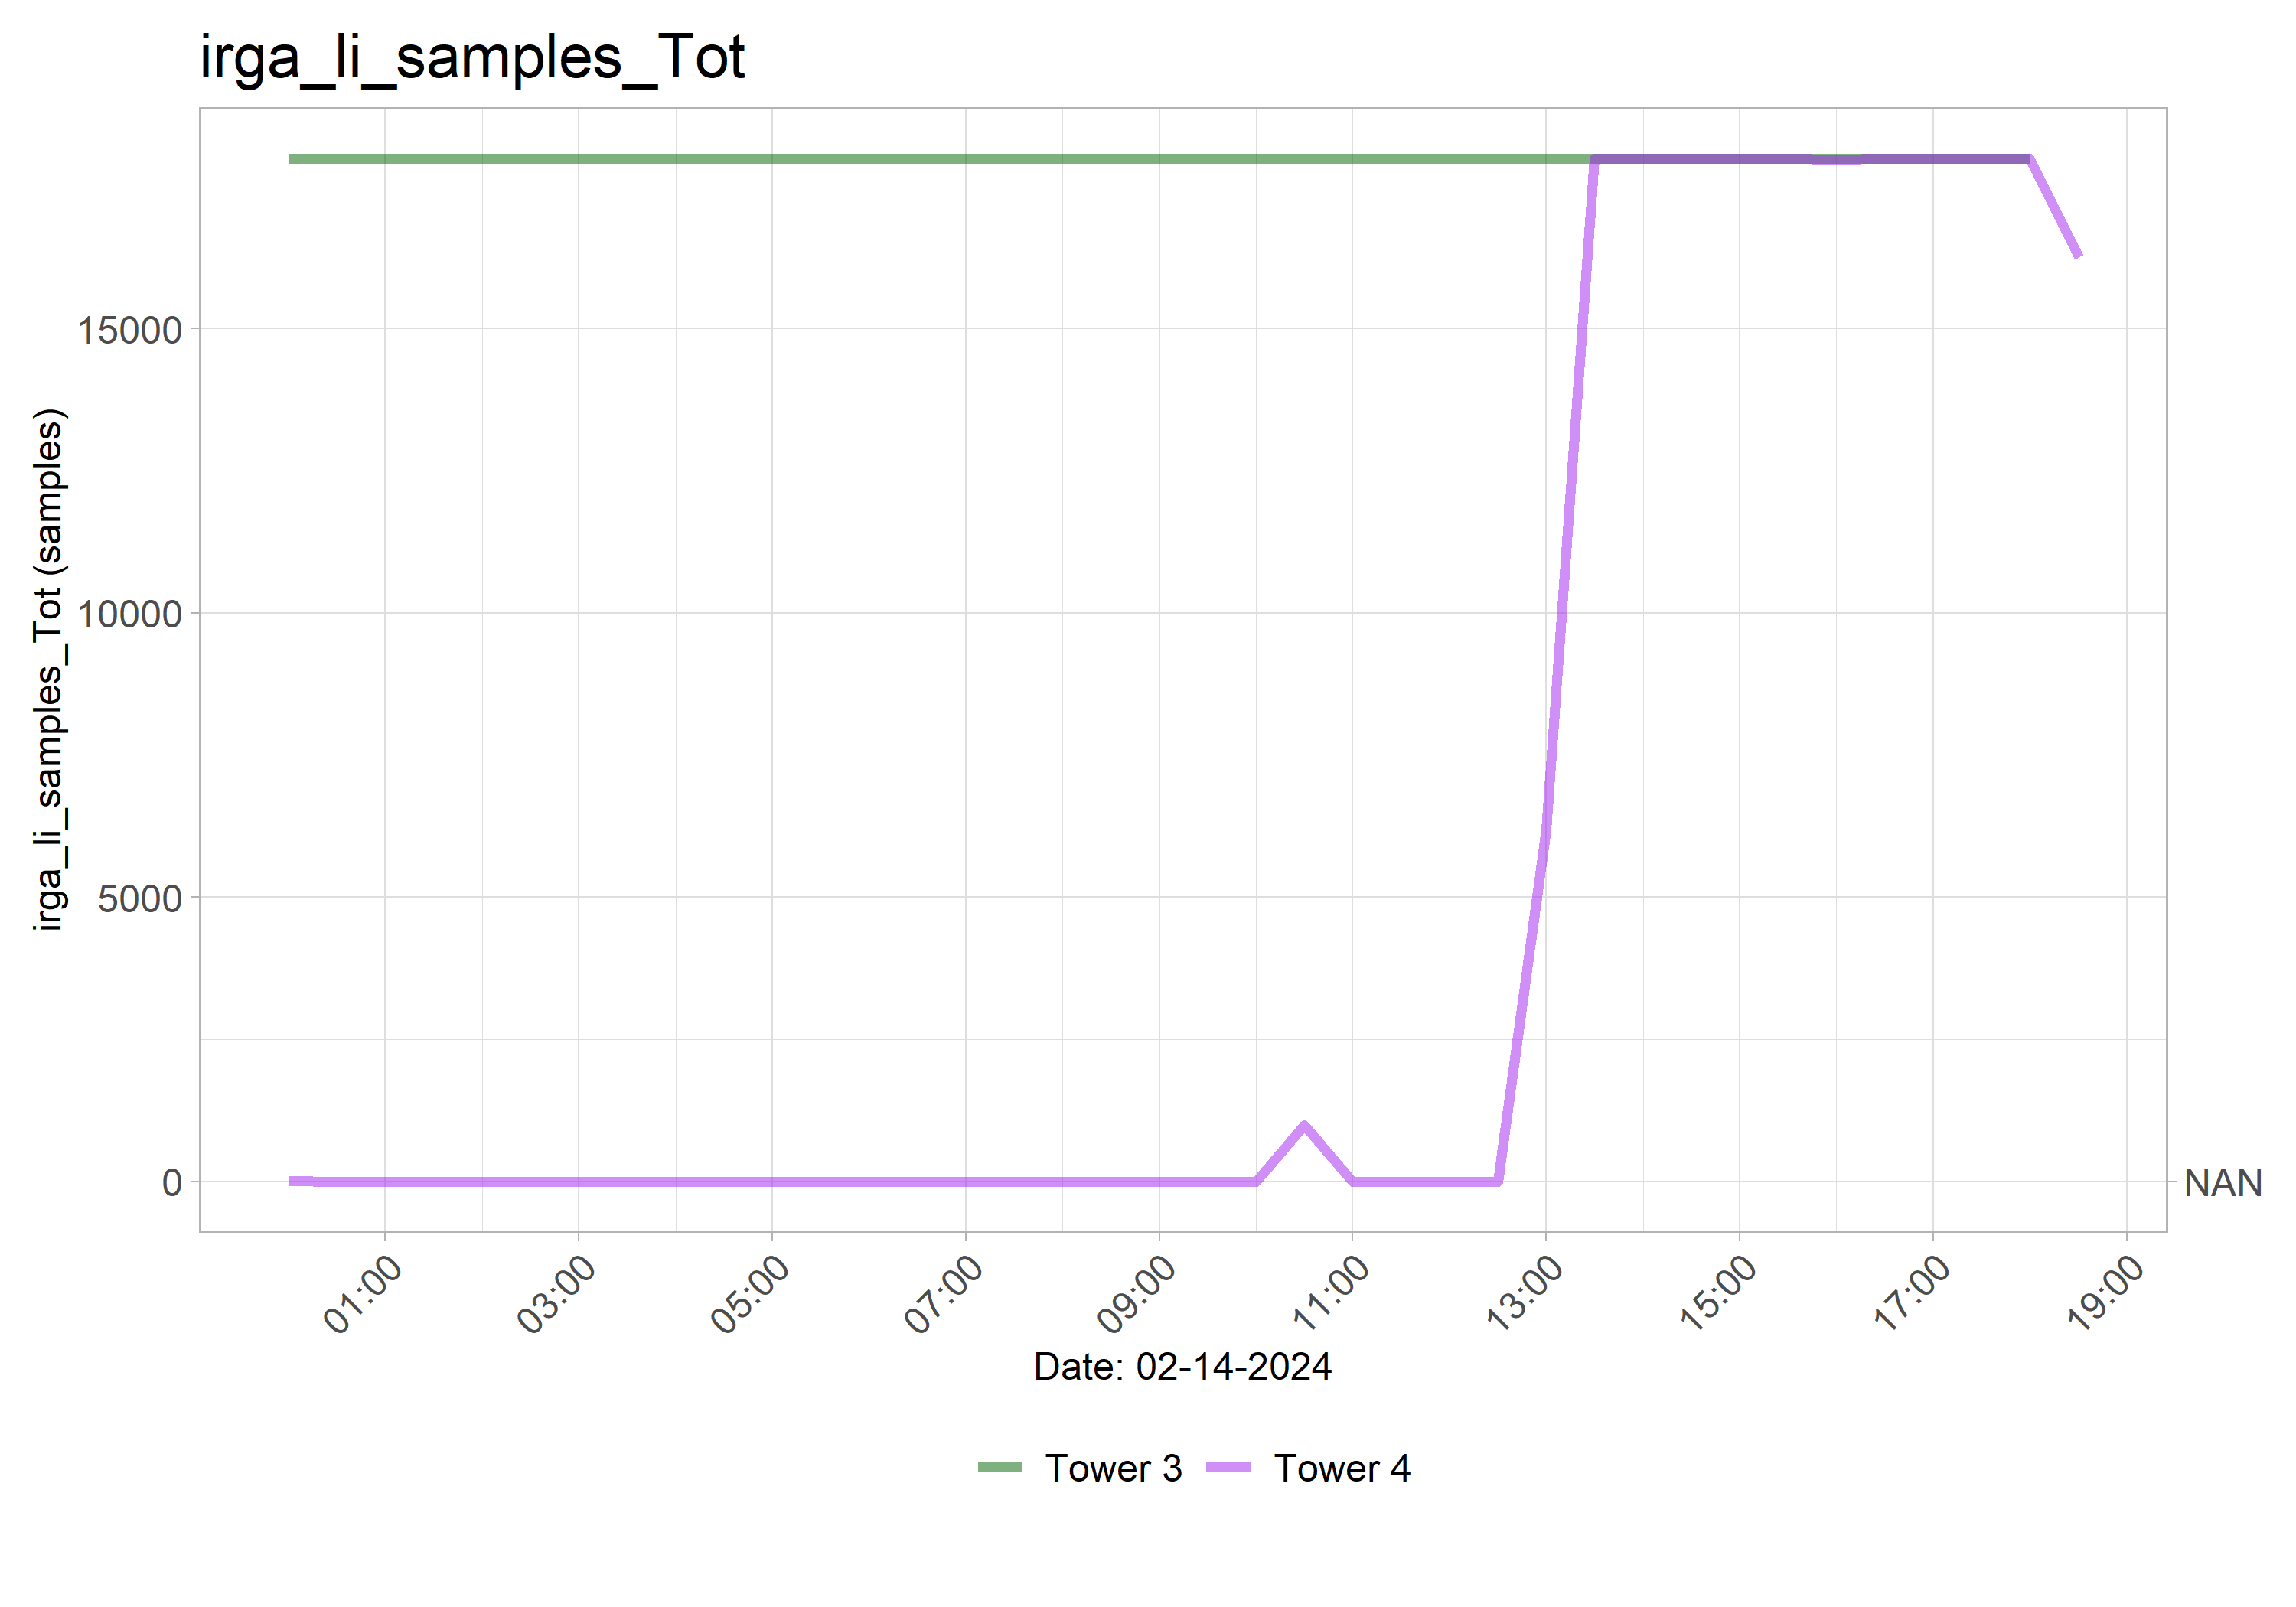 irga_li_samples_Tot
irga_li_samples_Tot (samples)
15000
10000
5000
0
NAN
01:00
03:00
05:00
07:00
09:00
11:00
13:00
15:00
17:00
19:00
Date: 02-14-2024
Tower 3
Tower 4